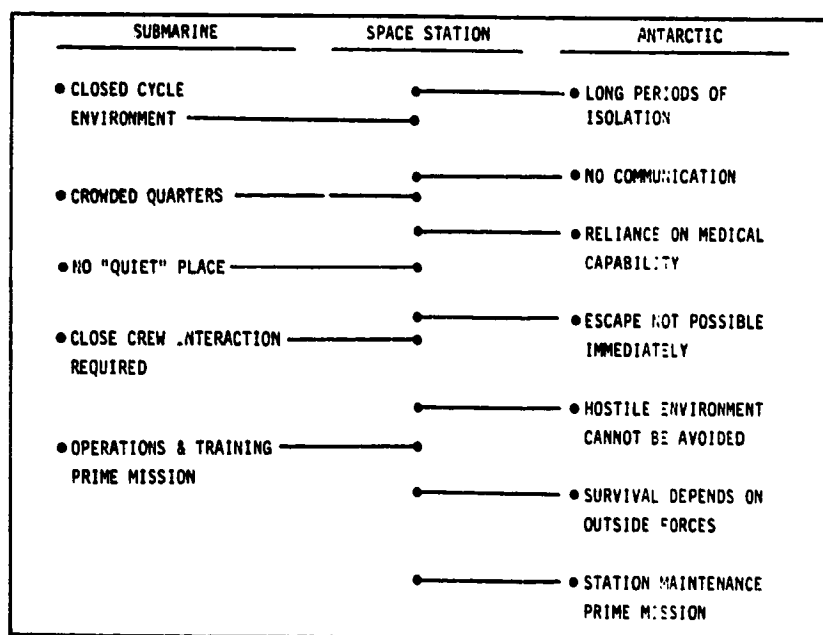 SUBMARINE
SPACE STATION
ANTARCTIC
• CLOSED CYCLE
ENVIRONMENT
• CROWDED QUARTERS
• NO "QUIET" PLACE
• CLOSE CREW INTERACTION
REQUIRED
• OPERATIONS & TRAINING
PRIME MISSION
• LONG PERIODS OF
ISOLATION
• NO COMMUNICATION
• RELIANCE ON MEDICAL
CAPABILITY
• ESCAPE NOT POSSIBLE
IMMEDIATELY
• HOSTILE ENVIRONMENT
CANNOT BE AVOIDED
• SURVIVAL DEPENDS ON
OUTSIDE FORCES
• STATION MAINTENANCE
PRIME MISSION